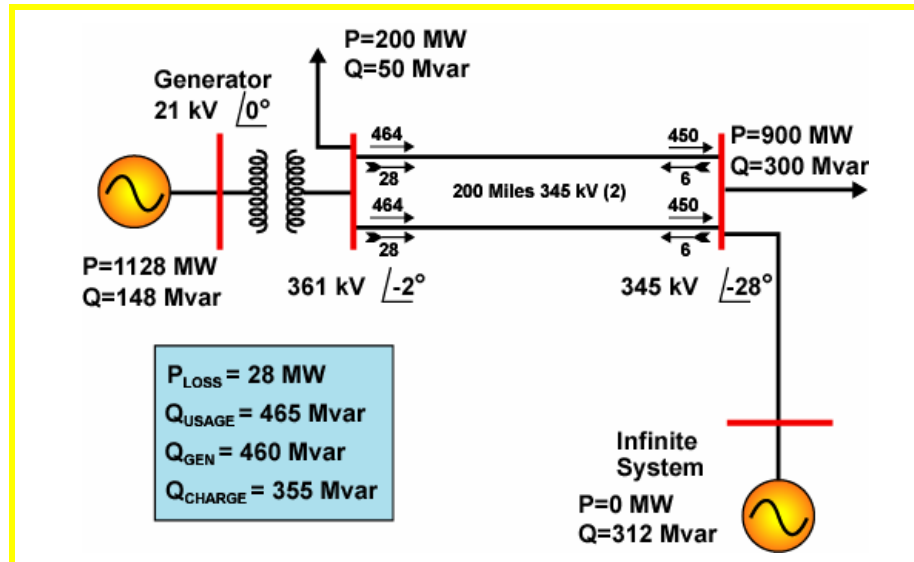 P=200 MW
Q=50 Mvar
Generator
21 kV /0°
464
450
28
6
P=900 MW
Q=300 Mvar
200 Miles 345 kV (2)
464
450
28
6
P=1128 MW
Q=148 Mvar
361 kV /-2°
345 kV /-28°
PLOSS = 28 MW
QUSAGE = 465 Mvar
QGEN = 460 Mvar
QCHARGE = 355 Mvar
Infinite
System
P=0 MW
Q=312 Mvar